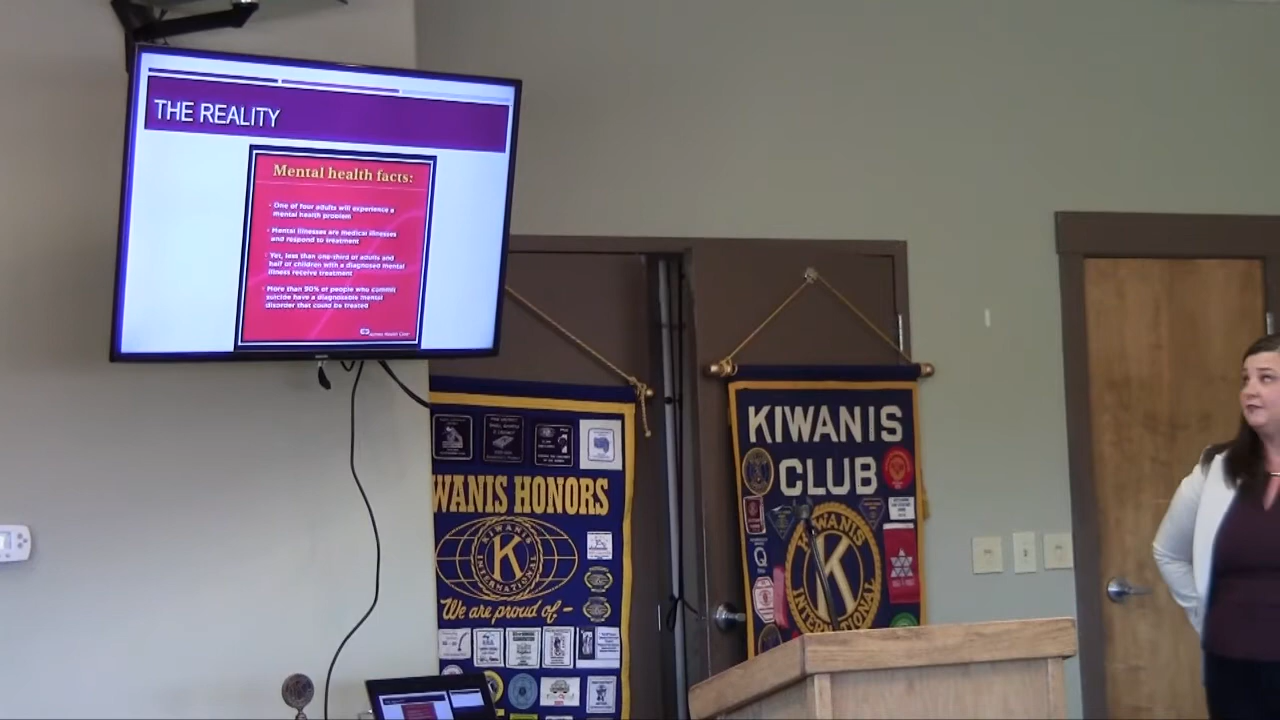 THE REALITY
Mental health facts:
• One of four adults will experience a
mental health problem
• Mental illnesses are medical illnesses
and respond to treatment
• Yet, less than one-third of adults and
half of children with a diagnosed mental
illness receive treatment
• More than 90% of people who commit
suicide have a diagnosable mental
disorder that could be treated
Health Care
WANIS HONORS
KIWANIS
K
INTERNATIONAL
We are proud of-
KIWANIS
CLUB
KIWANIS
K
INTERNATIONAL